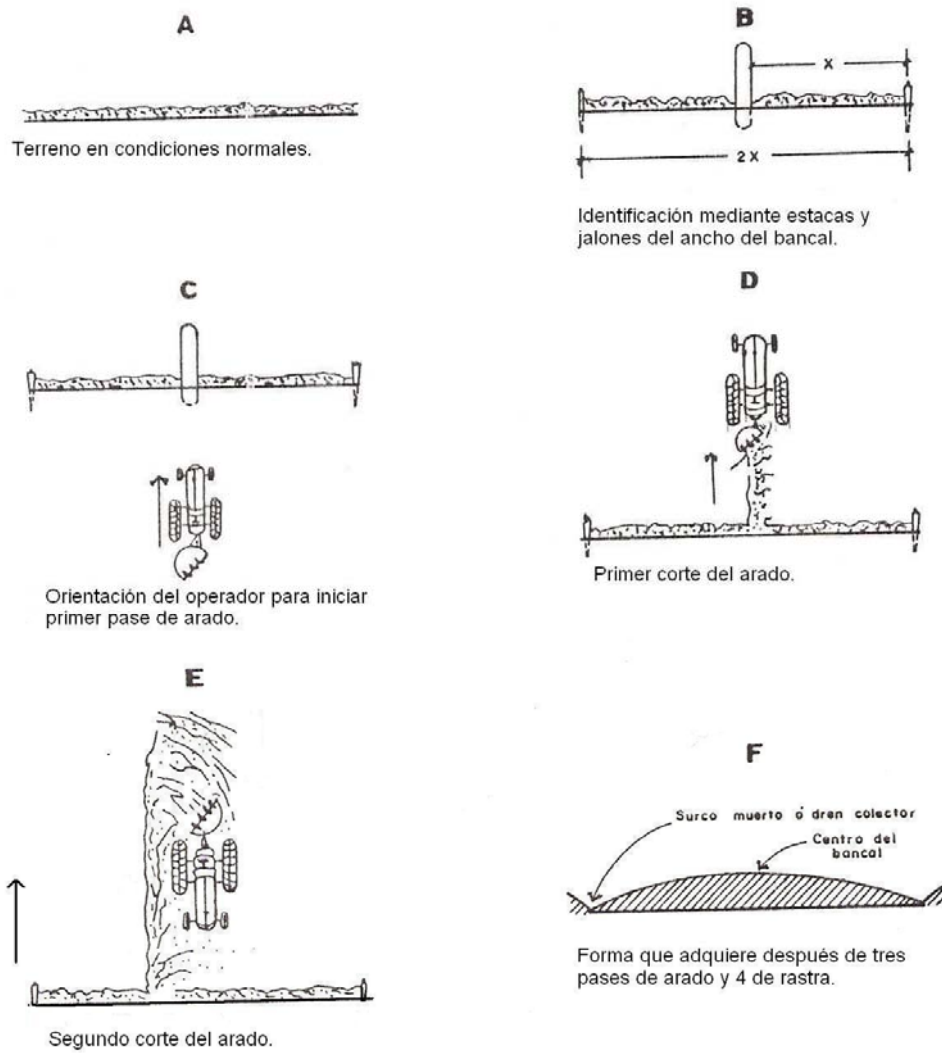 A
Terreno en condiciones normales.
B
X
2X
Identificación mediante estacas y
jalones del ancho del bancal.
C
Orientación del operador para iniciar
primer pase de arado.
D
Primer corte del arado.
E
Segundo corte del arado.
F
Surco muerto ó dren colector
Centro del
bancal
Forma que adquiere después de tres
pases de arado y 4 de rastra.